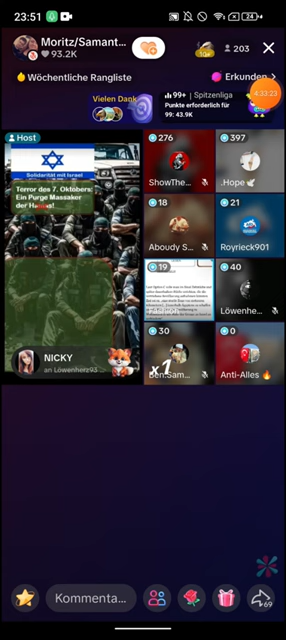 23:51
24
Moritz/Samant...
93.2K
10+
203
Wöchentliche Rangliste
Erkunden >
Vielen Dank
99+ | Spitzenliga
Punkte erforderlich für
99: 43.9K
4:33:23
Host
Solidarität mit Israel
Terror des 7. Oktobers:
Ein Purge Massaker
der Hamas!
276
ShowThe...
397
.Hope
18
Aboudy S...
21
Royrieck901
19
40
Löwenhe...
30
x1
Ben.Sam...
0
Anti-Alles
NICKY
an Löwenherz93 ...
Kommenta...
69